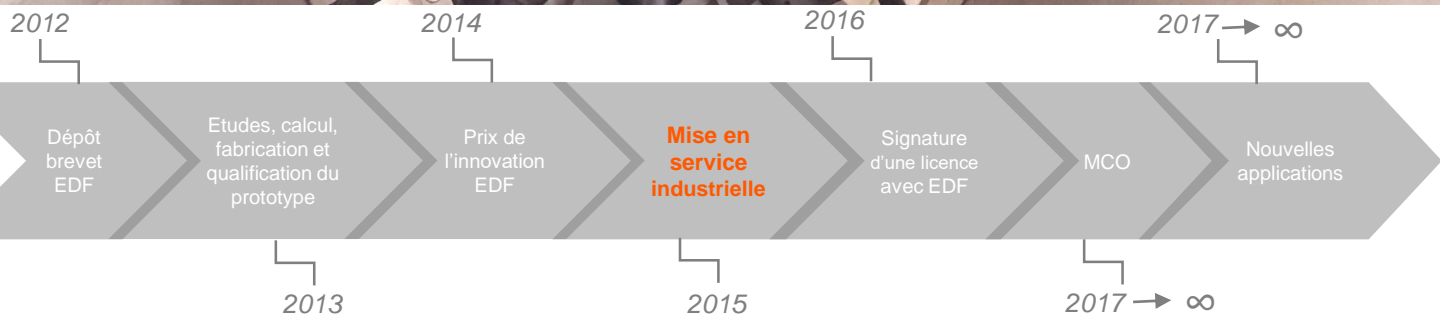 2012
2014
2016
2017 → ∞
Dépôt
brevet
EDF
Etudes, calcul,
fabrication et
qualification du
prototype
Prix de
l'innovation
EDF
Mise en
service
industrielle
Signature
d'une licence
avec EDF
MCO
Nouvelles
applications
2013
2015
2017 → ∞